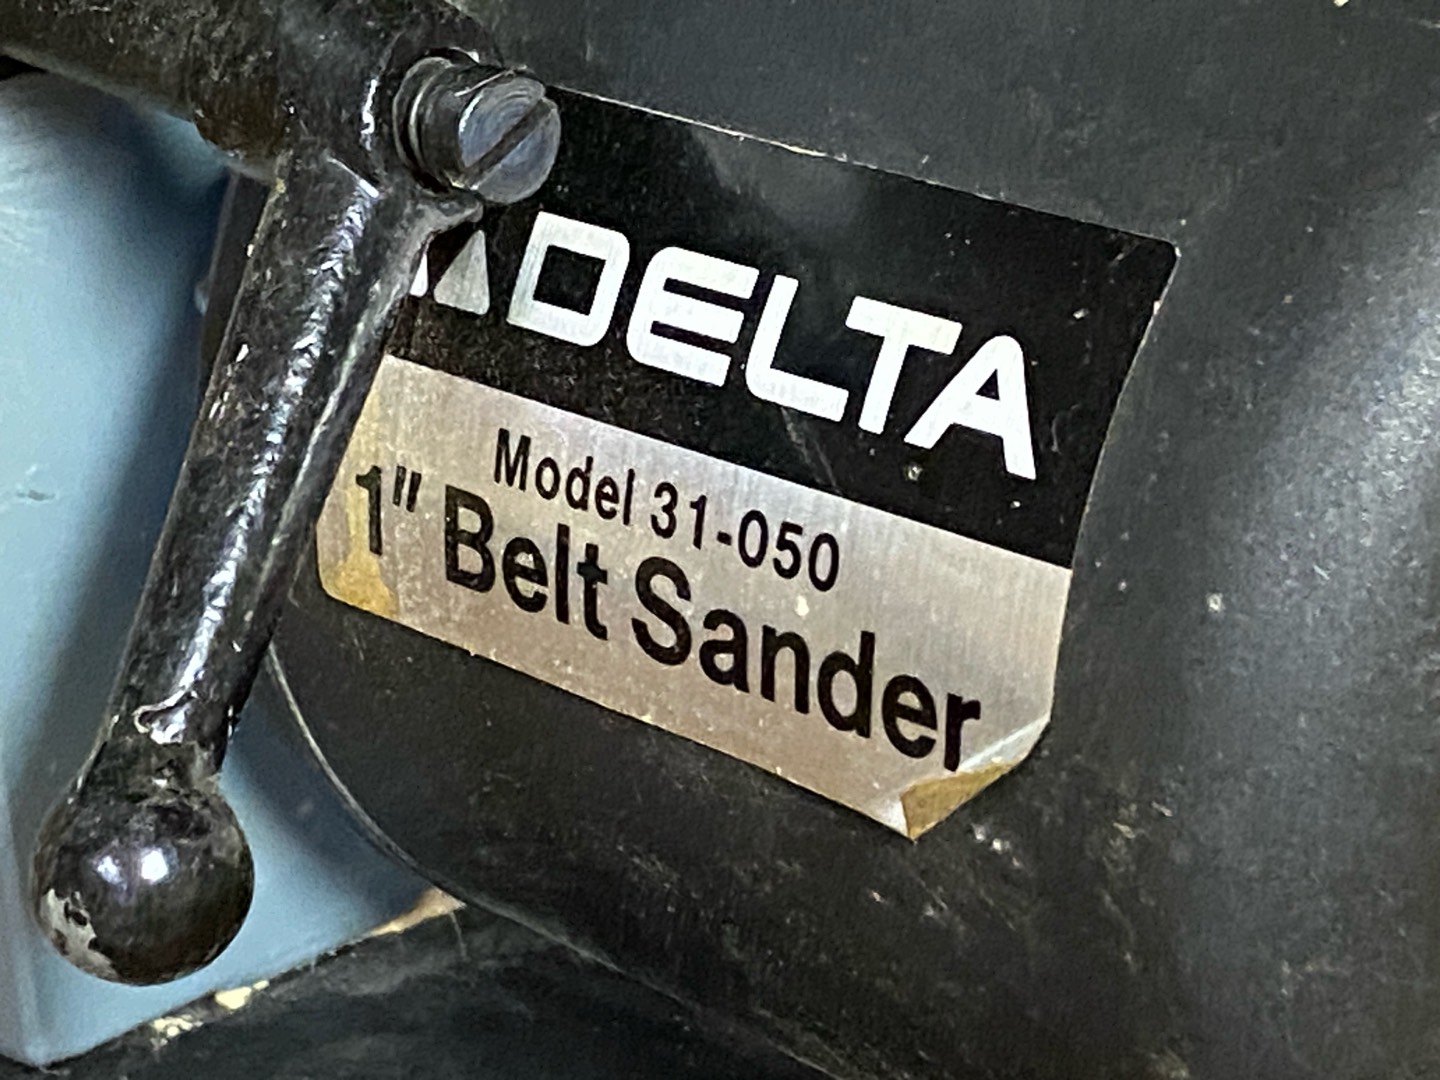 DELTA
Model 31-050
1" Belt Sander